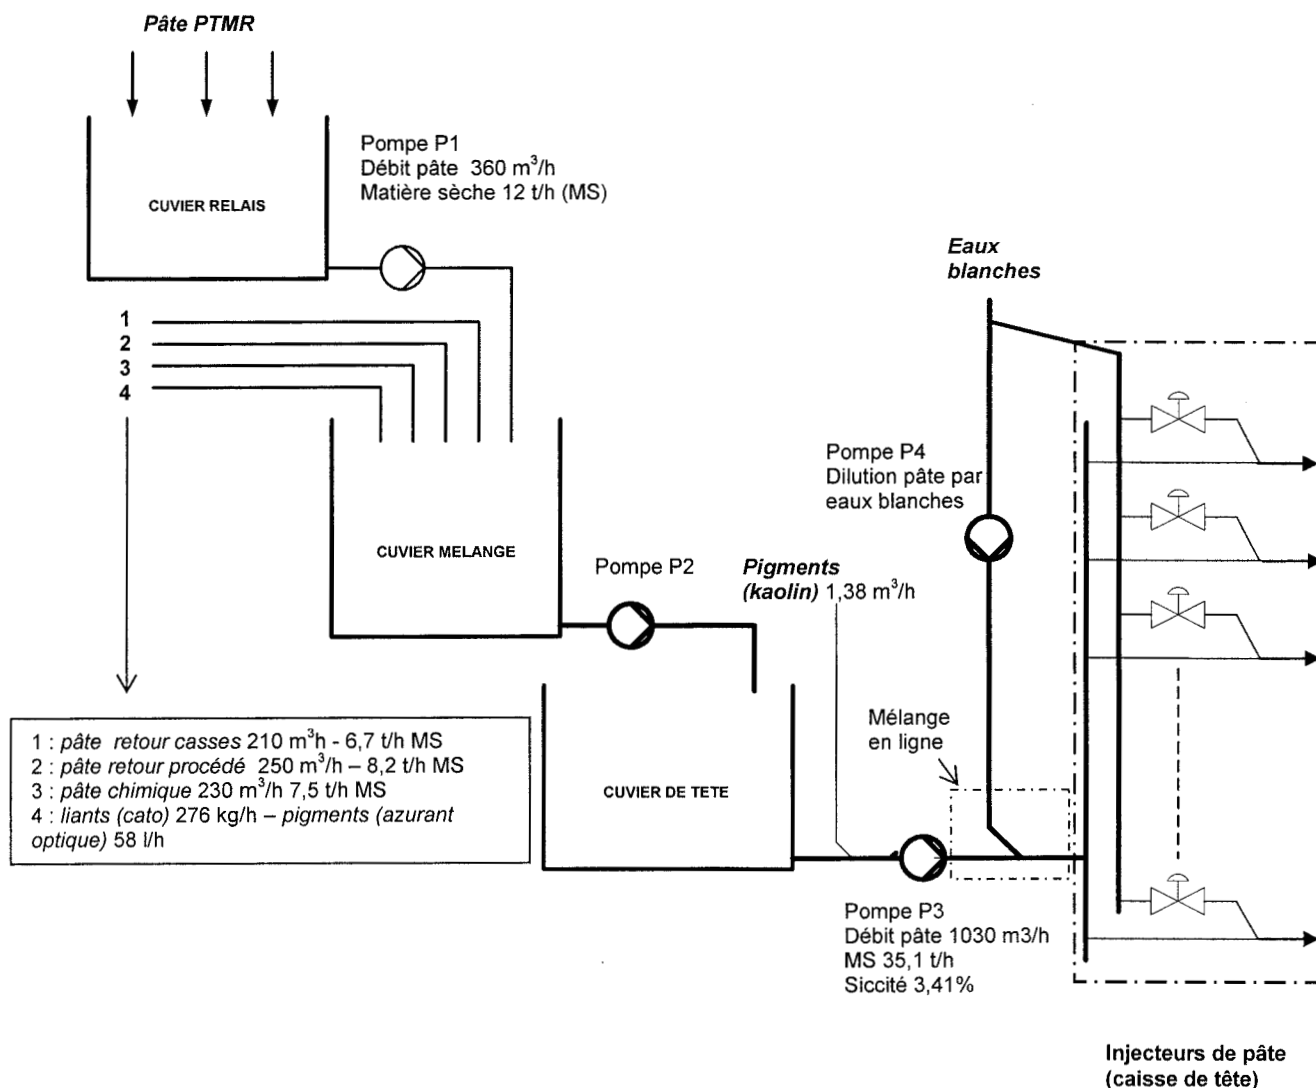 Pâte PTMR
Pompe P1
Débit pâte 360 m³/h
Matière sèche 12 t/h (MS)
CUVIER RELAIS
1
2
3
4
Eaux
blanches
Pompe P4
Dilution pâte par
eaux blanches
CUVIER MELANGE
Pompe P2
Pigments
(kaolin) 1,38 m³/h
Mélange
en ligne
1 : pâte retour casses 210 m³h - 6,7 t/h MS
2 : pâte retour procédé 250 m³/h – 8,2 t/h MS
3 : pâte chimique 230 m³/h 7,5 t/h MS
4 : liants (cato) 276 kg/h – pigments (azurant
optique) 58 l/h
CUVIER DE TETE
Pompe P3
Débit pâte 1030 m3/h
MS 35,1 t/h
Siccité 3,41%
Injecteurs de pâte
(caisse de tête)